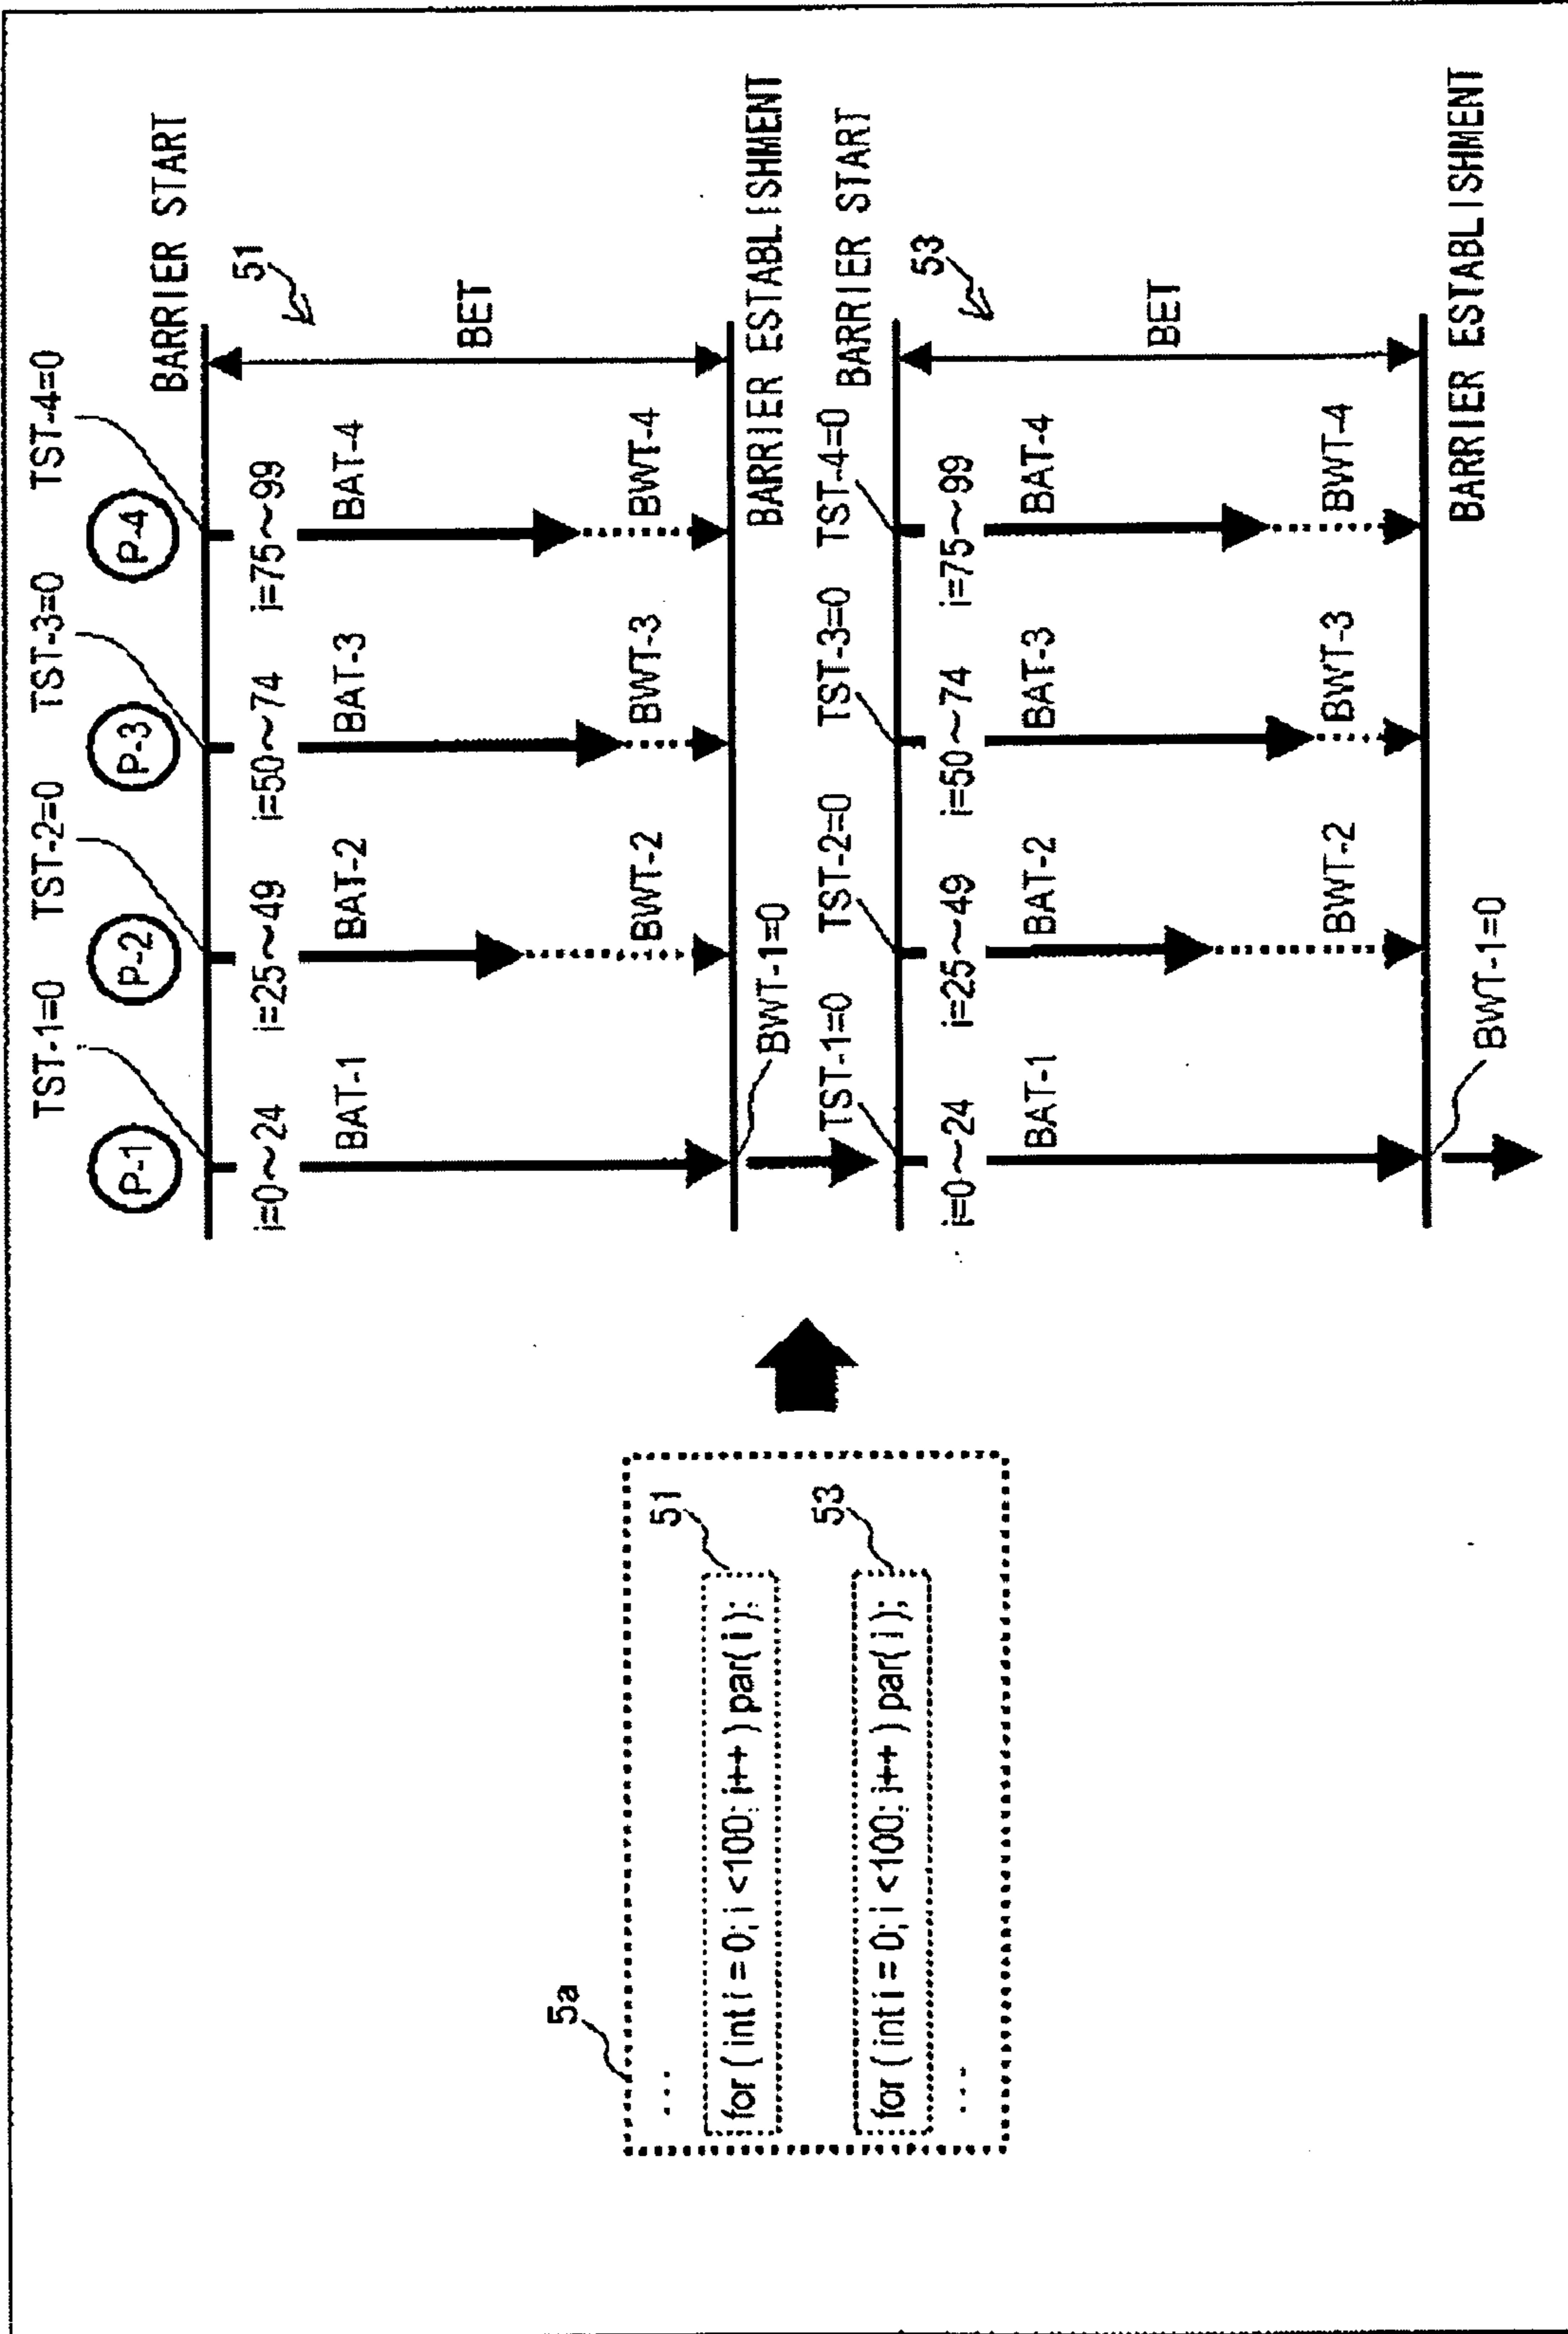 5a
...
51
for ( int i = 0; i <100; i++ ) par( i );
53
for ( int i = 0; i <100; i++ ) par( i );
...
TST-1=0 TST-2=0 TST-3=0 TST-4=0
P-1 P-2 P-3 P-4
BARRIER START
i=0~24 i=25~49 i=50~74 i=75~99
51
BAT-1 BAT-2 BAT-3 BAT-4
BET
BWT-2 BWT-3 BWT-4
BARRIER ESTABLISHMENT
BWT-1=0
TST-1=0 TST-2=0 TST-3=0 TST-4=0
BARRIER START
i=0~24 i=25~49 i=50~74 i=75~99
53
BAT-1 BAT-2 BAT-3 BAT-4
BET
BWT-2 BWT-3 BWT-4
BARRIER ESTABLISHMENT
BWT-1=0